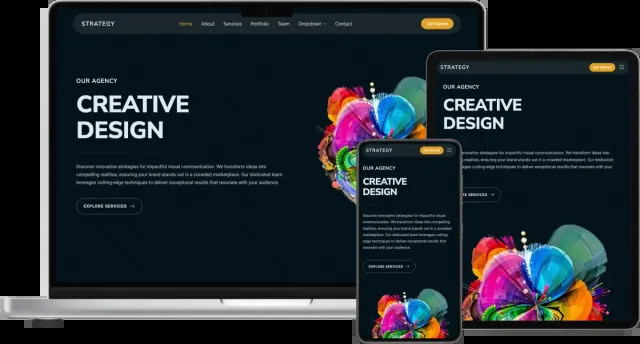 STRATEGY
Home About Services Portfolio Team Dropdown Contact
Get Started
OUR AGENCY
CREATIVE
DESIGN
Discover innovative strategies for impactful visual communication. We transform ideas into
compelling realities, ensuring your brand stands out in a crowded marketplace. Our dedicated team
leverages cutting-edge techniques to deliver exceptional results that resonate with your audience.
EXPLORE SERVICES →
STRATEGY
Get Started
OUR AGENCY
CREATIVE
DESIGN
strategies for impactful visual communication. We transform ideas into
realities, ensuring your brand stands out in a crowded marketplace. Our dedicated
cutting-edge techniques to deliver exceptional results that resonate with your
SERVICES →
STRATEGY
Get Started
OUR AGENCY
CREATIVE
DESIGN
Discover innovative strategies for impactful visual
communication. We transform ideas into compelling
realities, ensuring your brand stands out in a crowded
marketplace. Our dedicated team leverages cutting-
edge techniques to deliver exceptional results that
resonate with your audience.
EXPLORE SERVICES →